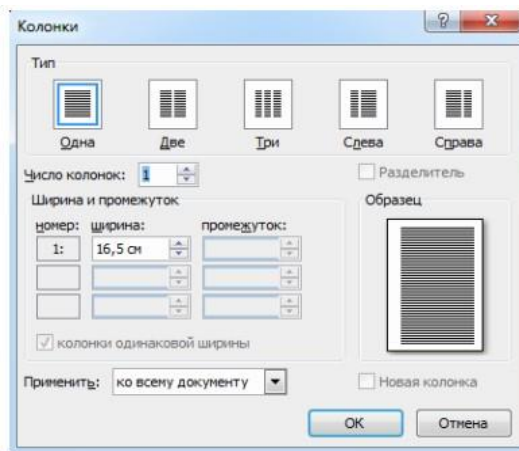 Колонки
Тип
Одна Две Три Слева Справа
Число колонок: 1 Разделитель
Ширина и промежуток Образец
номер: ширина: промежуток:
1: 16,5 см
колонки одинаковой ширины
Применить: ко всему документу Новая колонка
ОК Отмена